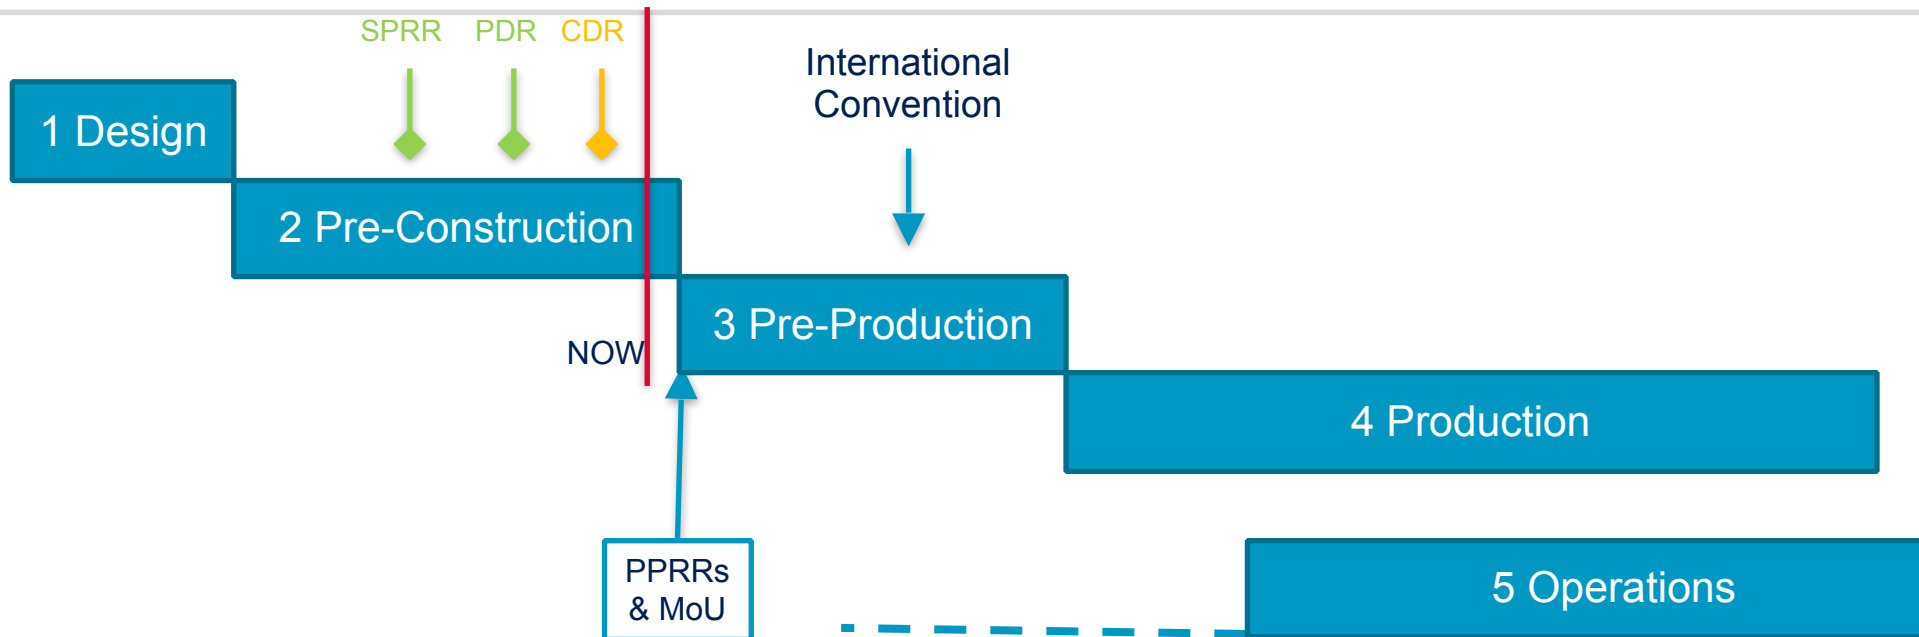 SPRR PDR CDR
International
Convention
1 Design
2 Pre-Construction
3 Pre-Production
NOW
4 Production
PPRRs
& MoU
5 Operations